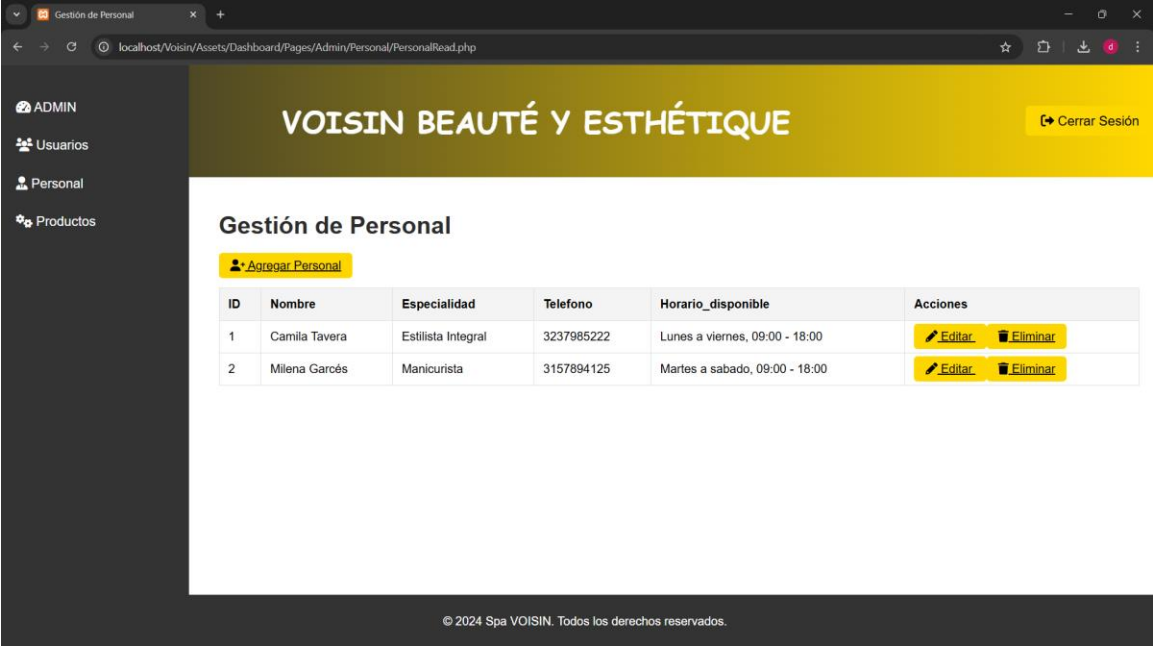 Gestión de Personal
localhost/Voisin/Assets/Dashboard/Pages/Admin/Personal/PersonalRead.php
d
ADMIN
Usuarios
Personal
Productos
VOISIN BEAUTÉ Y ESTHÉTIQUE
Cerrar Sesión
Gestión de Personal
Agregar Personal
ID Nombre Especialidad Telefono Horario_disponible Acciones
1 Camila Tavera Estilista Integral 3237985222 Lunes a viernes, 09:00 - 18:00 Editar Eliminar
2 Milena Garcés Manicurista 3157894125 Martes a sabado, 09:00 - 18:00 Editar Eliminar
© 2024 Spa VOISIN. Todos los derechos reservados.